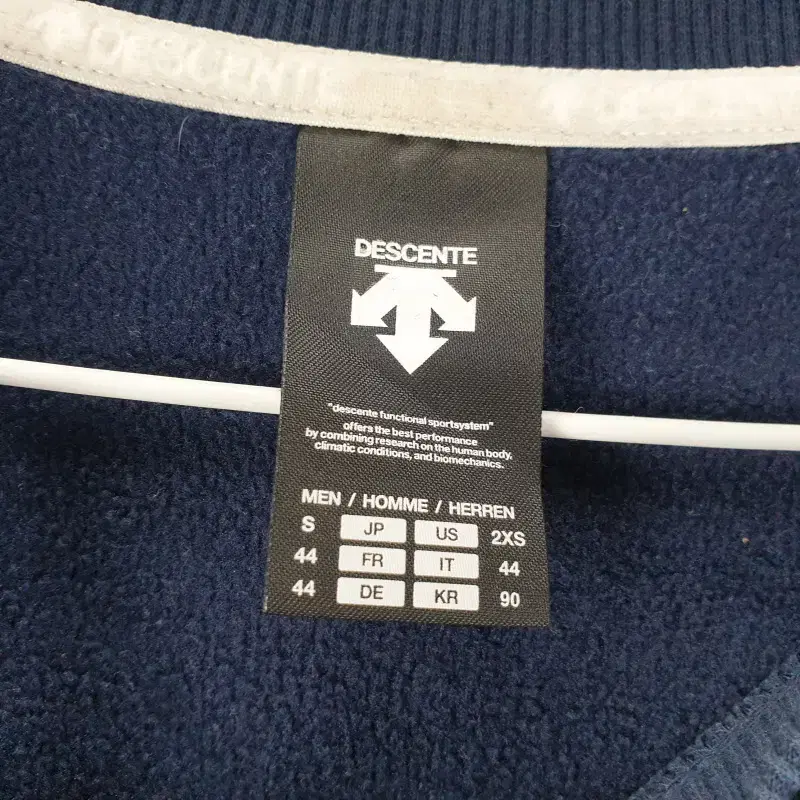 DESCENTE DESCENTE
DESCENTE
"descente functional sportsystem"
offers the best performance
by combining research on the human body,
climatic conditions, and biomechanics.
MEN / HOMME / HERREN
S JP US 2XS
44 FR IT 44
44 DE KR 90